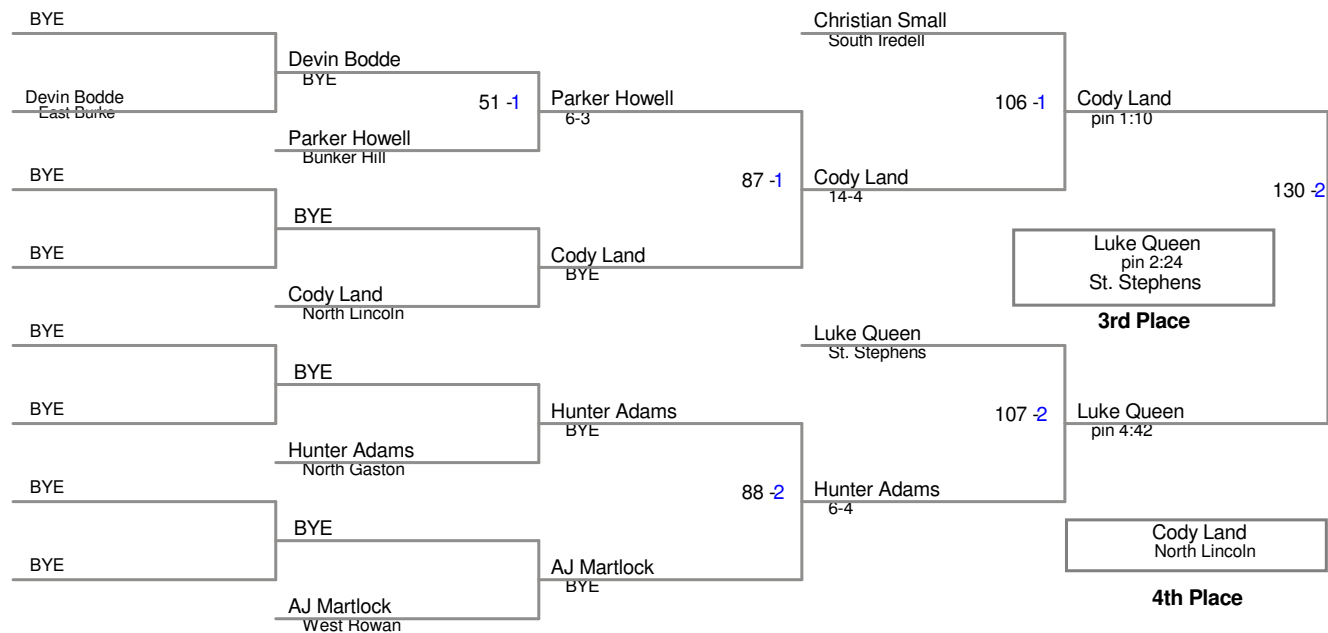 BYE
Christian Small
South Iredell
Devin Bodde
BYE
Devin Bodde
East Burke
51 -1
Parker Howell
6-3
106 -1
Cody Land
pin 1:10
Parker Howell
Bunker Hill
BYE
87 -1
Cody Land
14-4
130 -2
BYE
BYE
Cody Land
BYE
Luke Queen
pin 2:24
St. Stephens
3rd Place
Cody Land
North Lincoln
BYE
Luke Queen
St. Stephens
BYE
BYE
Hunter Adams
BYE
107 -2
Luke Queen
pin 4:42
Hunter Adams
North Gaston
BYE
88 -2
Hunter Adams
6-4
BYE
Cody Land
North Lincoln
BYE
AJ Martlock
BYE
4th Place
AJ Martlock
West Rowan